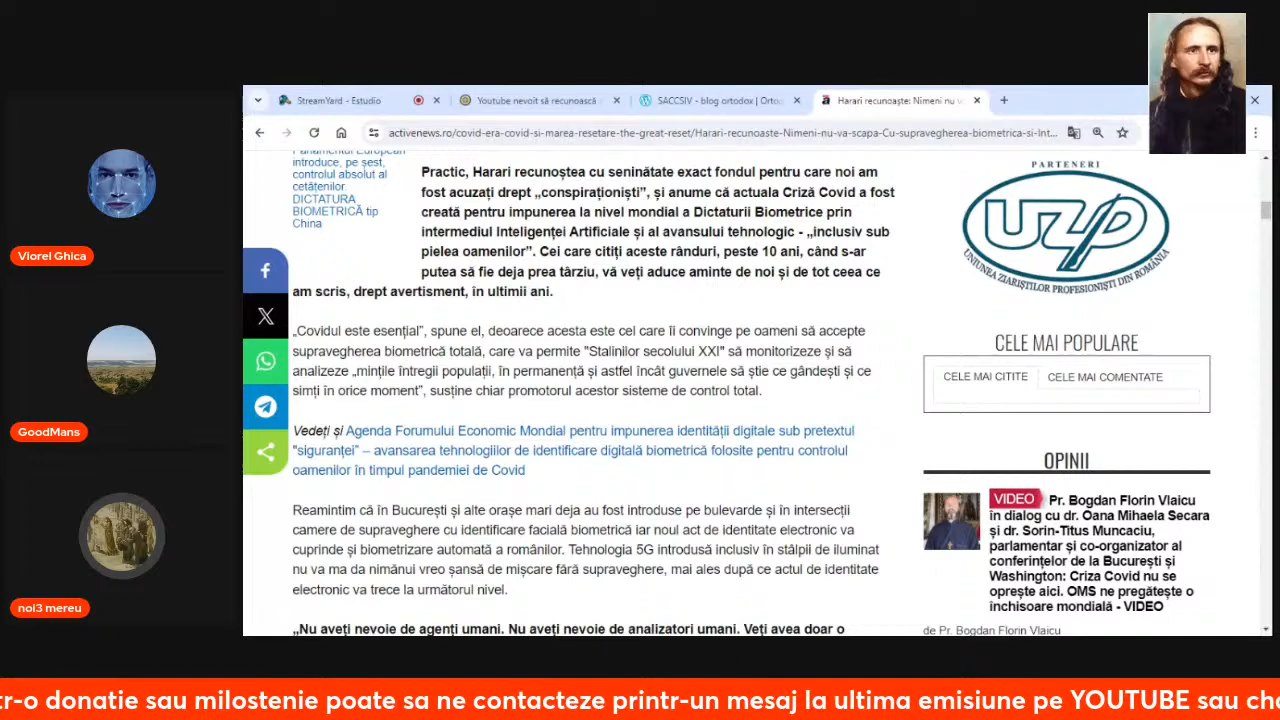 StreamYard - Estudio
Youtube nevoit să recunoască
SACCSIV - blog ortodox | Orto
Harari recunoaște: Nimeni nu v
activenews.ro/covid-era-covid-si-marea-resetare-the-great-reset/Harari-recunoaste-Nimeni-nu-va-scapa-Cu-supravegherea-biometrica-si-Int...
Parlamentul European
introduce, pe șest,
controlul absolut al
cetățenilor.
DICTATURA
BIOMETRICĂ tip
China
Practic, Harari recunoștea cu seninătate exact fondul pentru care noi am
fost acuzați drept „conspiraționiști”, și anume că actuala Criză Covid a fost
creată pentru impunerea la nivel mondial a Dictaturii Biometrice prin
intermediul Inteligenței Artificiale și al avansului tehnologic - „inclusiv sub
pielea oamenilor”. Cei care citiți aceste rânduri, peste 10 ani, când s-ar
putea să fie deja prea târziu, vă veți aduce aminte de noi și de tot ceea ce
am scris, drept avertisment, în ultimii ani.
„Covidul este esențial”, spune el, deoarece acesta este cel care îi convinge pe oameni să accepte
supravegherea biometrică totală, care va permite "Stalinilor secolului XXI" să monitorizeze și să
analizeze „mințile întregii populații, în permanență și astfel încât guvernele să știe ce gândești și ce
simți în orice moment”, susține chiar promotorul acestor sisteme de control total.
Vedeți și Agenda Forumului Economic Mondial pentru impunerea identității digitale sub pretextul
"siguranței” – avansarea tehnologiilor de identificare digitală biometrică folosite pentru controlul
oamenilor în timpul pandemiei de Covid
Reamintim că în București și alte orașe mari deja au fost introduse pe bulevarde și în intersecții
camere de supraveghere cu identificare facială biometrică iar noul act de identitate electronic va
cuprinde și biometrizare automată a românilor. Tehnologia 5G introdusă inclusiv în stâlpii de iluminat
nu va ma da nimănui vreo șansă de mișcare fără supraveghere, mai ales după ce actul de identitate
electronic va trece la următorul nivel.
„Nu aveți nevoie de agenți umani. Nu aveți nevoie de analizatori umani. Veți avea doar o
PARTENERI
UZP
UNIUNEA ZIARIȘTILOR PROFESIONIȘTI DIN ROMÂNIA
CELE MAI POPULARE
CELE MAI CITITE
CELE MAI COMENTATE
OPINII
VIDEO Pr. Bogdan Florin Vlaicu
în dialog cu dr. Oana Mihaela Secara
și dr. Sorin-Titus Muncaciu,
parlamentar și co-organizator al
conferințelor de la București și
Washington: Criza Covid nu se
oprește aici. OMS ne pregătește o
închisoare mondială - VIDEO
de Pr. Bogdan Florin Vlaicu
Viorel Ghica
GoodMans
noi3 mereu
tr-o donatie sau milostenie poate sa ne contacteze printr-un mesaj la ultima emisiune pe YOUTUBE sau che